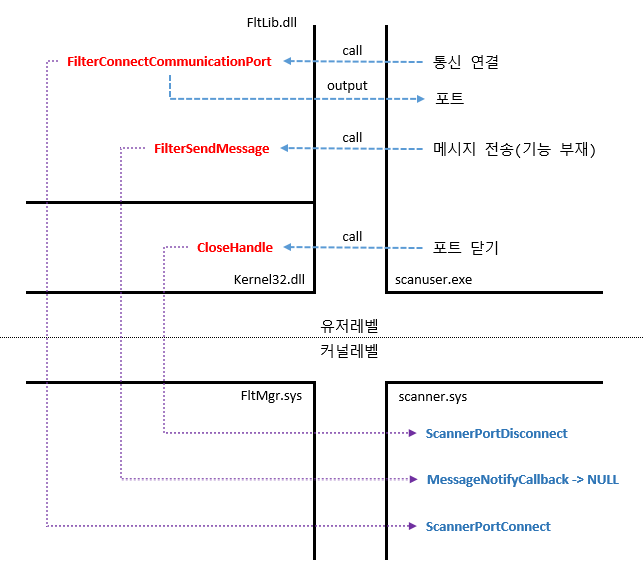 FltLib.dll
FilterConnectCommunicationPort
call
통신 연결
output
포트
FilterSendMessage
call
메시지 전송(기능 부재)
CloseHandle
call
포트 닫기
Kernel32.dll
scanuser.exe
유저레벨
커널레벨
FltMgr.sys
scanner.sys
ScannerPortDisconnect
MessageNotifyCallback -> NULL
ScannerPortConnect